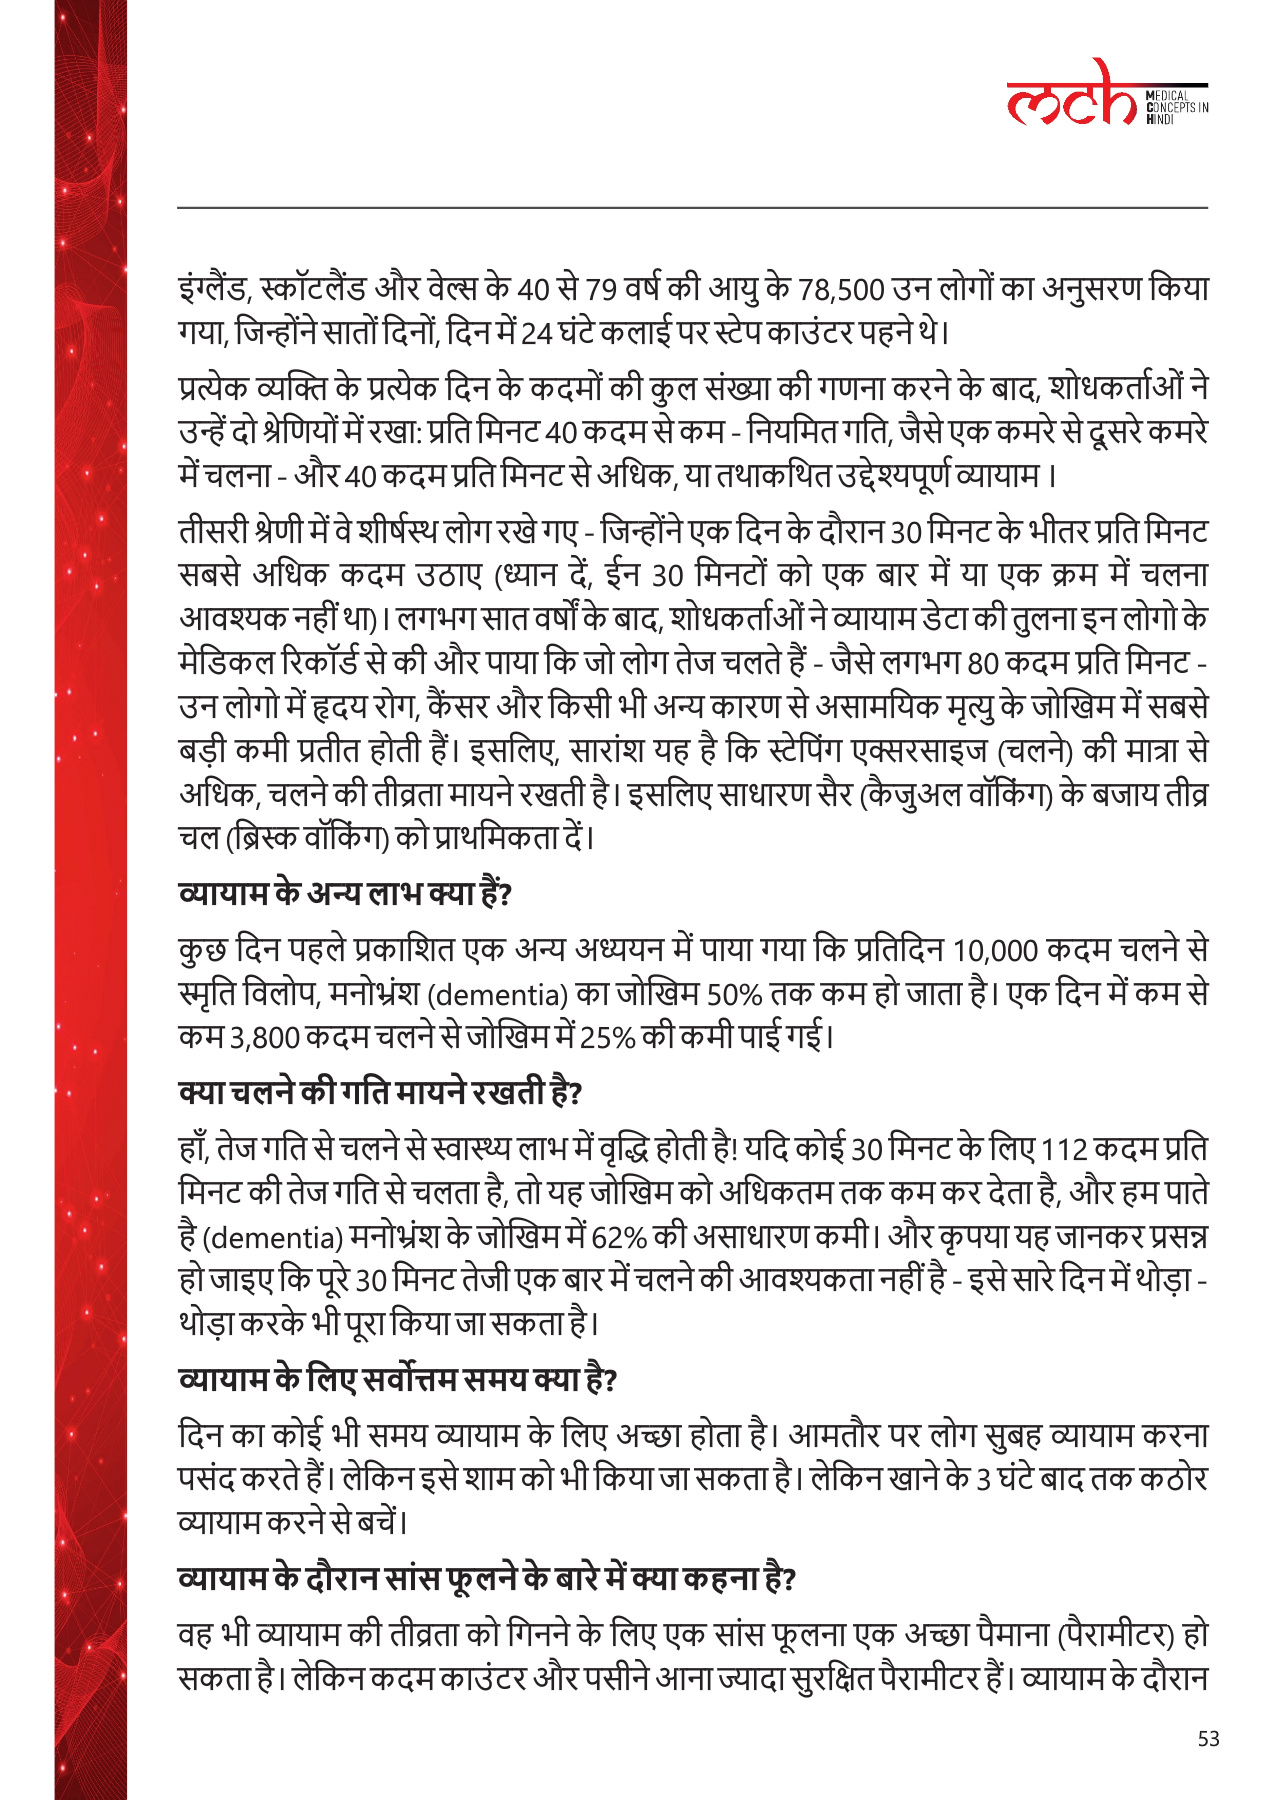 mch MEDICAL
CONCEPTS IN
HINDI
इंग्लैंड, स्कॉटलैंड और वेल्स के 40 से 79 वर्ष की आयु के 78,500 उन लोगों का अनुसरण किया
गया, जिन्होंने सातों दिनों, दिन में 24 घंटे कलाई पर स्टेप काउंटर पहने थे।
प्रत्येक व्यक्ति के प्रत्येक दिन के कदमों की कुल संख्या की गणना करने के बाद, शोधकर्ताओं ने
उन्हें दो श्रेणियों में रखा: प्रति मिनट 40 कदम से कम - नियमित गति, जैसे एक कमरे से दूसरे कमरे
में चलना - और 40 कदम प्रति मिनट से अधिक, या तथाकथित उद्देश्यपूर्ण व्यायाम ।
तीसरी श्रेणी में वे शीर्षस्थ लोग रखे गए - जिन्होंने एक दिन के दौरान 30 मिनट के भीतर प्रति मिनट
सबसे अधिक कदम उठाए (ध्यान दें, ईन 30 मिनटों को एक बार में या एक क्रम में चलना
आवश्यक नहीं था)। लगभग सात वर्षों के बाद, शोधकर्ताओं ने व्यायाम डेटा की तुलना इन लोगो के
मेडिकल रिकॉर्ड से की और पाया कि जो लोग तेज चलते हैं - जैसे लगभग 80 कदम प्रति मिनट -
उन लोगो में हृदय रोग, कैंसर और किसी भी अन्य कारण से असामयिक मृत्यु के जोखिम में सबसे
बड़ी कमी प्रतीत होती हैं। इसलिए, सारांश यह है कि स्टेपिंग एक्सरसाइज (चलने) की मात्रा से
अधिक, चलने की तीव्रता मायने रखती है। इसलिए साधारण सैर (कैजुअल वॉकिंग) के बजाय तीव्र
चल (ब्रिस्क वॉकिंग) को प्राथमिकता दें।
व्यायाम के अन्य लाभ क्या हैं?
कुछ दिन पहले प्रकाशित एक अन्य अध्ययन में पाया गया कि प्रतिदिन 10,000 कदम चलने से
स्मृति विलोप, मनोभ्रंश (dementia) का जोखिम 50% तक कम हो जाता है। एक दिन में कम से
कम 3,800 कदम चलने से जोखिम में 25% की कमी पाई गई।
क्या चलने की गति मायने रखती है?
हाँ, तेज गति से चलने से स्वास्थ्य लाभ में वृद्धि होती है! यदि कोई 30 मिनट के लिए 112 कदम प्रति
मिनट की तेज गति से चलता है, तो यह जोखिम को अधिकतम तक कम कर देता है, और हम पाते
है (dementia) मनोभ्रंश के जोखिम में 62% की असाधारण कमी। और कृपया यह जानकर प्रसन्न
हो जाइए कि पूरे 30 मिनट तेजी एक बार में चलने की आवश्यकता नहीं है - इसे सारे दिन में थोड़ा -
थोड़ा करके भी पूरा किया जा सकता है।
व्यायाम के लिए सर्वोत्तम समय क्या है?
दिन का कोई भी समय व्यायाम के लिए अच्छा होता है। आमतौर पर लोग सुबह व्यायाम करना
पसंद करते हैं। लेकिन इसे शाम को भी किया जा सकता है। लेकिन खाने के 3 घंटे बाद तक कठोर
व्यायाम करने से बचें।
व्यायाम के दौरान सांस फूलने के बारे में क्या कहना है?
वह भी व्यायाम की तीव्रता को गिनने के लिए एक सांस फूलना एक अच्छा पैमाना (पैरामीटर) हो
सकता है। लेकिन कदम काउंटर और पसीने आना ज्यादा सुरक्षित पैरामीटर हैं। व्यायाम के दौरान
53